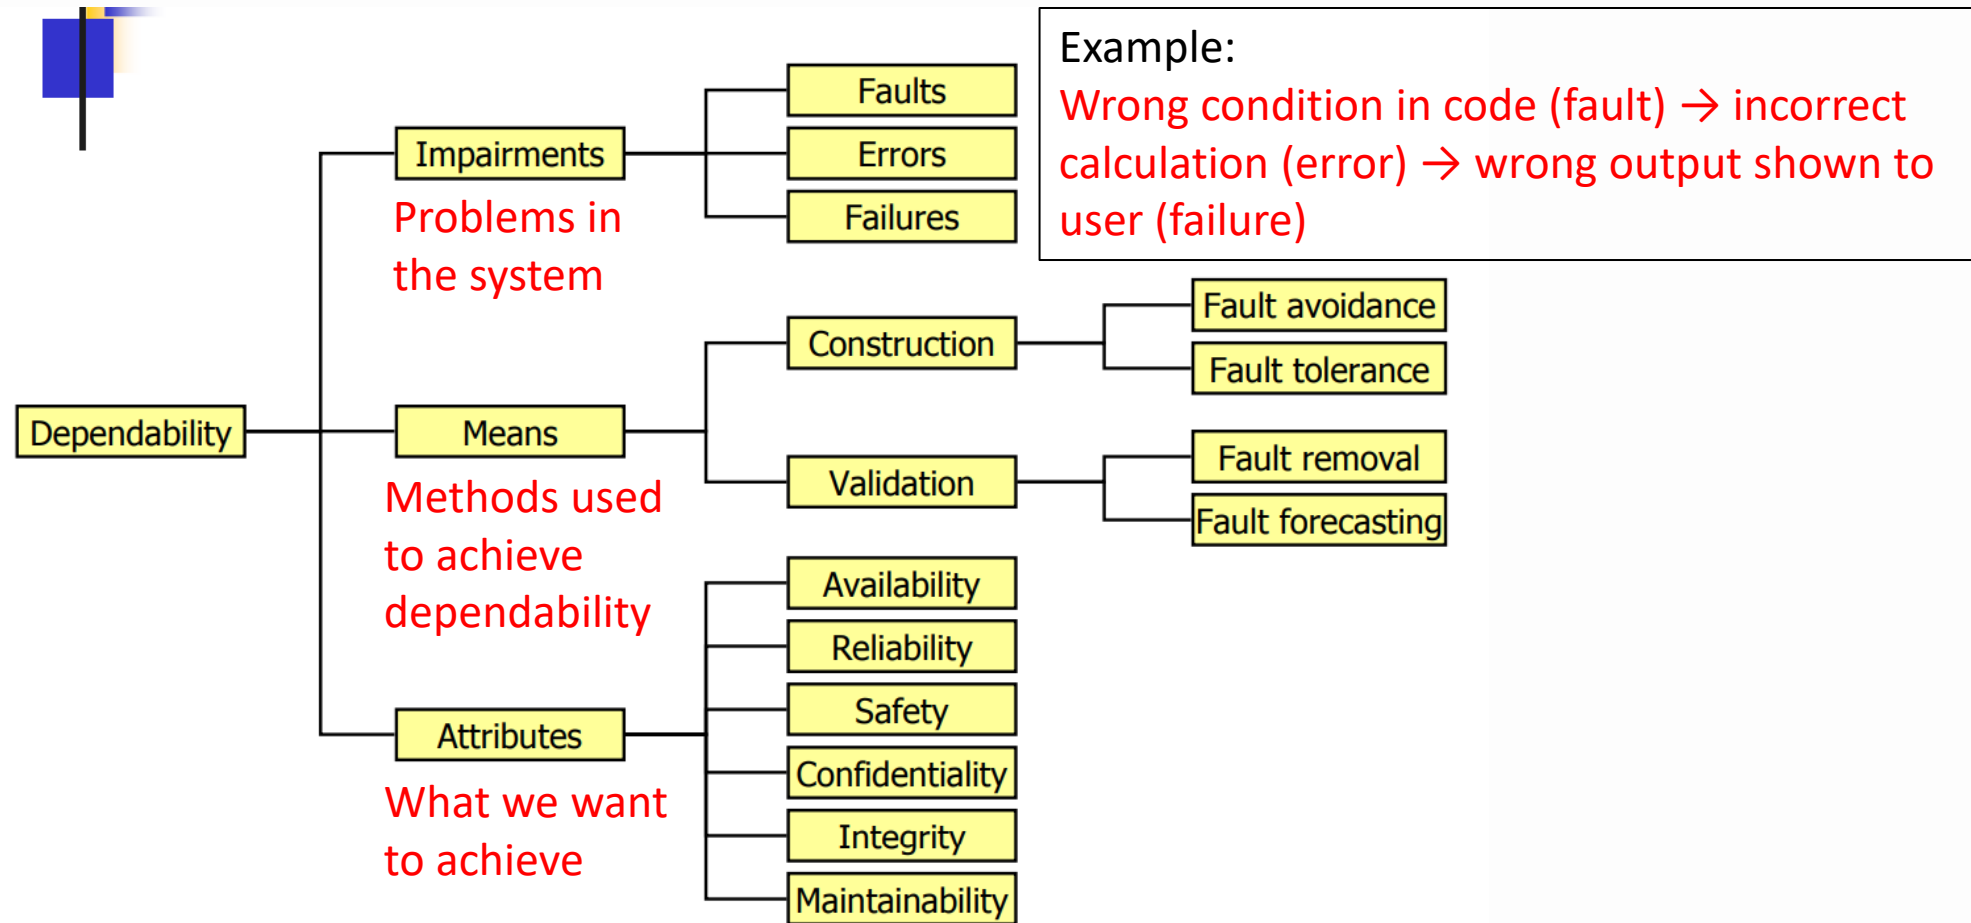 Example:
Wrong condition in code (fault) → incorrect
calculation (error) → wrong output shown to
user (failure)
Dependability
Impairments
Problems in
the system
Faults
Errors
Failures
Means
Methods used
to achieve
dependability
Construction
Fault avoidance
Fault tolerance
Validation
Fault removal
Fault forecasting
Attributes
What we want
to achieve
Availability
Reliability
Safety
Confidentiality
Integrity
Maintainability